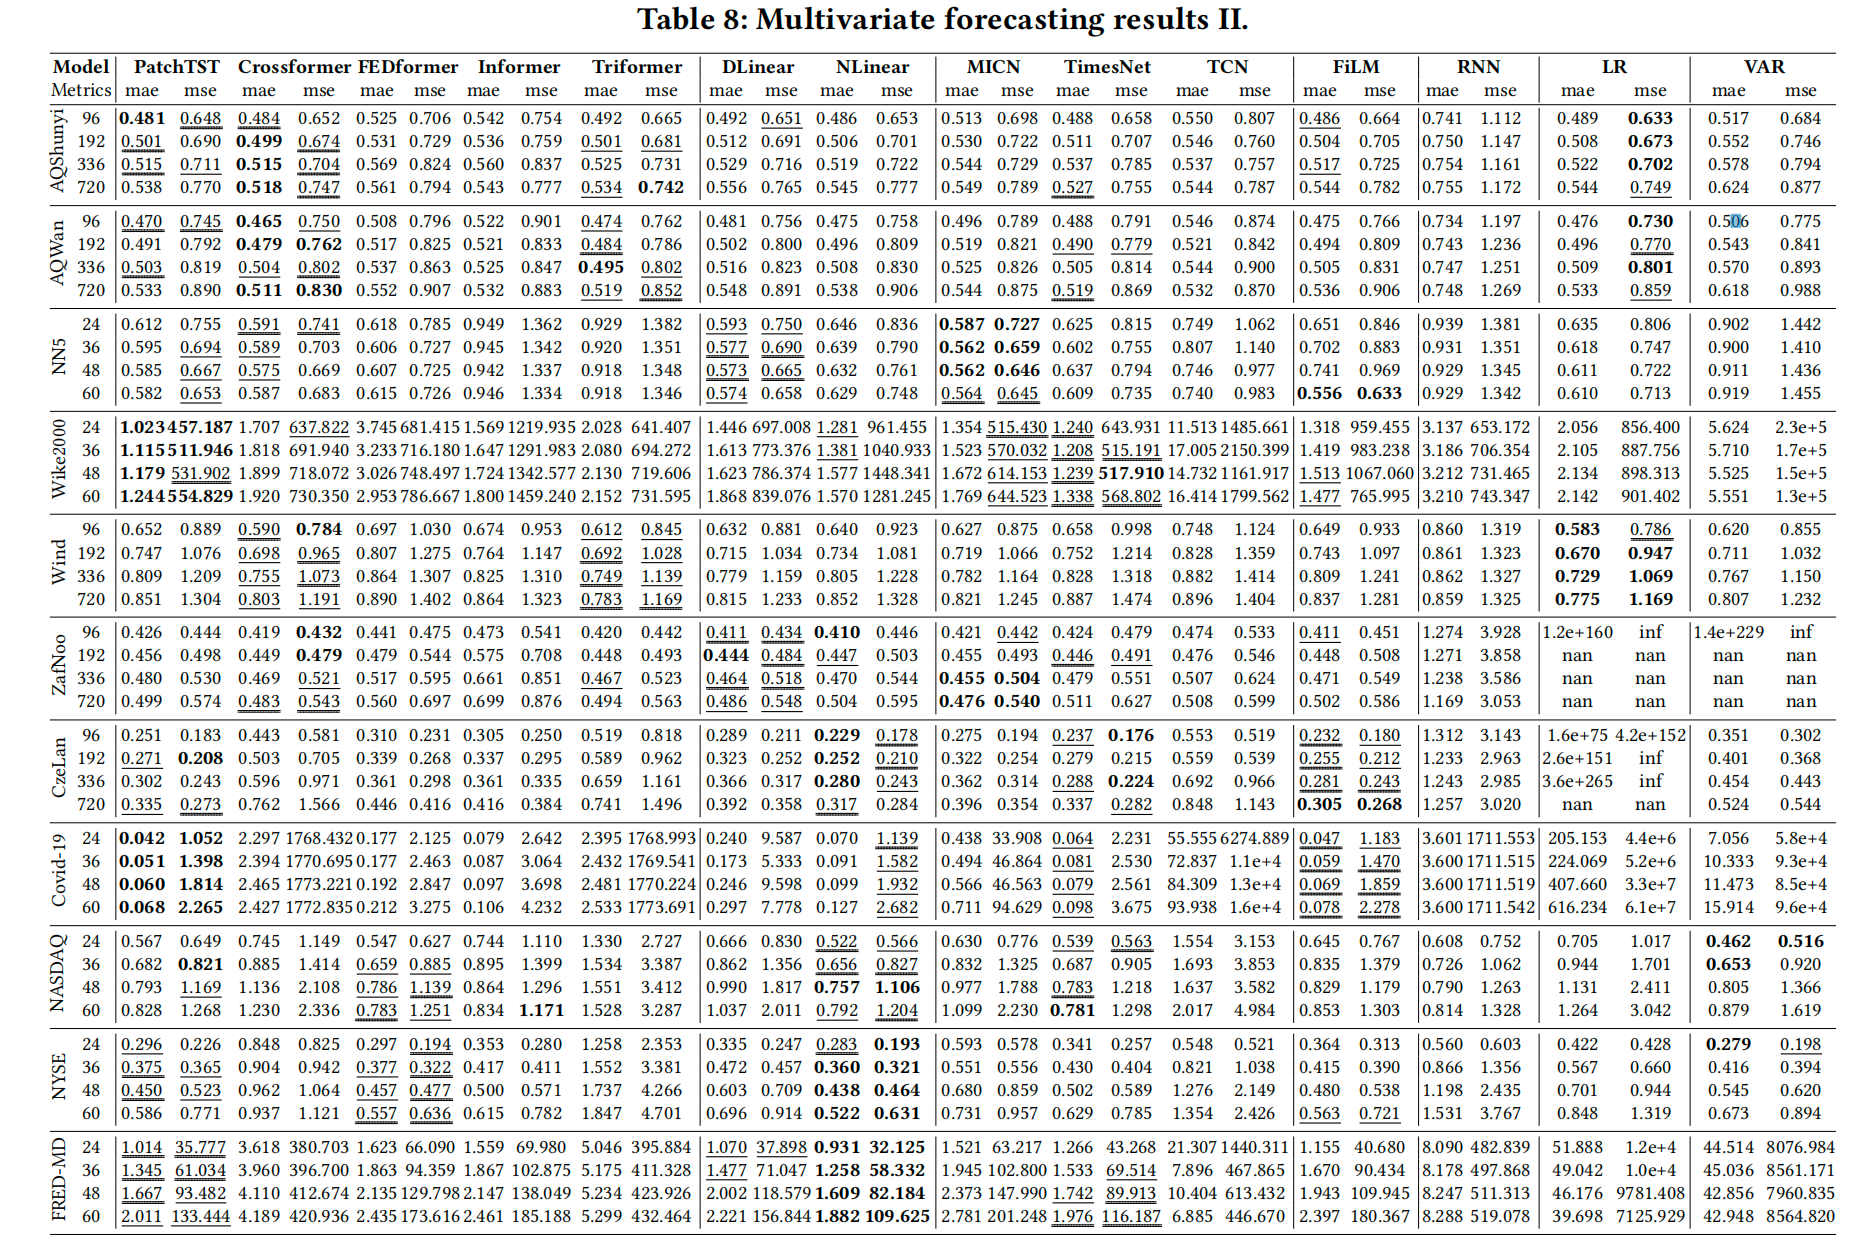 Table 8: Multivariate forecasting results II.
Model PatchTST Crossformer FEDformer Informer Triformer DLinear NLinear MICN TimesNet TCN FiLM RNN LR VAR
Metrics mae mse mae mse mae mse mae mse mae mse mae mse mae mse mae mse mae mse mae mse mae mse mae mse mae mse mae mse
AQShunyi
96 0.481 0.648 0.484 0.652 0.525 0.706 0.542 0.754 0.492 0.665 0.492 0.651 0.486 0.653 0.513 0.698 0.488 0.658 0.550 0.807 0.486 0.664 0.741 1.112 0.489 0.633 0.517 0.684
192 0.501 0.690 0.499 0.674 0.531 0.729 0.536 0.759 0.501 0.681 0.512 0.691 0.506 0.701 0.530 0.722 0.511 0.707 0.546 0.760 0.504 0.705 0.750 1.147 0.508 0.673 0.552 0.746
336 0.515 0.711 0.515 0.704 0.569 0.824 0.560 0.837 0.525 0.731 0.529 0.716 0.519 0.722 0.544 0.729 0.537 0.785 0.537 0.757 0.517 0.725 0.754 1.161 0.522 0.702 0.578 0.794
720 0.538 0.770 0.518 0.747 0.561 0.794 0.543 0.777 0.534 0.742 0.556 0.765 0.545 0.777 0.549 0.789 0.527 0.755 0.544 0.787 0.544 0.782 0.755 1.172 0.544 0.749 0.624 0.877
AQWan
96 0.470 0.745 0.465 0.750 0.508 0.796 0.522 0.901 0.474 0.762 0.481 0.756 0.475 0.758 0.496 0.789 0.488 0.791 0.546 0.874 0.475 0.766 0.734 1.197 0.476 0.730 0.506 0.775
192 0.491 0.792 0.479 0.762 0.517 0.825 0.521 0.833 0.484 0.786 0.502 0.800 0.496 0.809 0.519 0.821 0.490 0.779 0.521 0.842 0.494 0.809 0.743 1.236 0.496 0.770 0.543 0.841
336 0.503 0.819 0.504 0.802 0.537 0.863 0.525 0.847 0.495 0.802 0.516 0.823 0.508 0.830 0.525 0.826 0.505 0.814 0.544 0.900 0.505 0.831 0.747 1.251 0.509 0.801 0.570 0.893
720 0.533 0.890 0.511 0.830 0.552 0.907 0.532 0.883 0.519 0.852 0.548 0.891 0.538 0.906 0.544 0.875 0.519 0.869 0.532 0.870 0.536 0.906 0.748 1.269 0.533 0.859 0.618 0.988
NN5
24 0.612 0.755 0.591 0.741 0.618 0.785 0.949 1.362 0.929 1.382 0.593 0.750 0.646 0.836 0.587 0.727 0.625 0.815 0.749 1.062 0.651 0.846 0.939 1.381 0.635 0.806 0.902 1.442
36 0.595 0.694 0.589 0.703 0.606 0.727 0.945 1.342 0.920 1.351 0.577 0.690 0.639 0.790 0.562 0.659 0.602 0.755 0.807 1.140 0.702 0.883 0.931 1.351 0.618 0.747 0.900 1.410
48 0.585 0.667 0.575 0.669 0.607 0.725 0.942 1.337 0.918 1.348 0.573 0.665 0.632 0.761 0.562 0.646 0.637 0.794 0.746 0.977 0.741 0.969 0.929 1.345 0.611 0.722 0.911 1.436
60 0.582 0.653 0.587 0.683 0.615 0.726 0.946 1.334 0.918 1.346 0.574 0.658 0.629 0.748 0.564 0.645 0.609 0.735 0.740 0.983 0.556 0.633 0.929 1.342 0.610 0.713 0.919 1.455
Wike2000
24 1.023 457.187 1.707 637.822 3.745 681.415 1.569 1219.935 2.028 641.407 1.446 697.008 1.281 961.455 1.354 515.430 1.240 643.931 11.513 1485.661 1.318 959.455 3.137 653.172 2.056 856.400 5.624 2.3e+5
36 1.115 511.946 1.818 691.940 3.233 716.180 1.647 1291.983 2.080 694.272 1.613 773.376 1.381 1040.933 1.523 570.032 1.208 515.191 17.005 2150.399 1.419 983.238 3.186 706.354 2.105 887.756 5.710 1.7e+5
48 1.179 531.902 1.899 718.072 3.026 748.497 1.724 1342.577 2.130 719.606 1.623 786.374 1.577 1448.341 1.672 614.153 1.239 517.910 14.732 1161.917 1.513 1067.060 3.212 731.465 2.134 898.313 5.525 1.5e+5
60 1.244 554.829 1.920 730.350 2.953 786.667 1.800 1459.240 2.152 731.595 1.868 839.076 1.570 1281.245 1.769 644.523 1.338 568.802 16.414 1799.562 1.477 765.995 3.210 743.347 2.142 901.402 5.551 1.3e+5
Wind
96 0.652 0.889 0.590 0.784 0.697 1.030 0.674 0.953 0.612 0.845 0.632 0.881 0.640 0.923 0.627 0.875 0.658 0.998 0.748 1.124 0.649 0.933 0.860 1.319 0.583 0.786 0.620 0.855
192 0.747 1.076 0.698 0.965 0.807 1.275 0.764 1.147 0.692 1.028 0.715 1.034 0.734 1.081 0.719 1.066 0.752 1.214 0.828 1.359 0.743 1.097 0.861 1.323 0.670 0.947 0.711 1.032
336 0.809 1.209 0.755 1.073 0.864 1.307 0.825 1.310 0.749 1.139 0.779 1.159 0.805 1.228 0.782 1.164 0.828 1.318 0.882 1.414 0.809 1.241 0.862 1.327 0.729 1.069 0.767 1.150
720 0.851 1.304 0.803 1.191 0.890 1.402 0.864 1.323 0.783 1.169 0.815 1.233 0.852 1.328 0.821 1.245 0.887 1.474 0.896 1.404 0.837 1.281 0.859 1.325 0.775 1.169 0.807 1.232
ZafNoo
96 0.426 0.444 0.419 0.432 0.441 0.475 0.473 0.541 0.420 0.442 0.411 0.434 0.410 0.446 0.421 0.442 0.424 0.479 0.474 0.533 0.411 0.451 1.274 3.928 1.2e+160 inf 1.4e+229 inf
192 0.456 0.498 0.449 0.479 0.479 0.544 0.575 0.708 0.448 0.493 0.444 0.484 0.447 0.503 0.455 0.493 0.446 0.491 0.476 0.546 0.448 0.508 1.271 3.858 nan nan nan nan
336 0.480 0.530 0.469 0.521 0.517 0.595 0.661 0.851 0.467 0.523 0.464 0.518 0.470 0.544 0.455 0.504 0.479 0.551 0.507 0.624 0.471 0.549 1.238 3.586 nan nan nan nan
720 0.499 0.574 0.483 0.543 0.560 0.697 0.699 0.896 0.494 0.563 0.486 0.548 0.504 0.595 0.476 0.540 0.511 0.627 0.508 0.599 0.502 0.586 1.169 3.053 nan nan nan nan
CzeLan
96 0.251 0.183 0.443 0.581 0.310 0.231 0.305 0.250 0.519 0.818 0.289 0.211 0.229 0.178 0.275 0.194 0.237 0.176 0.553 0.519 0.232 0.180 1.312 3.143 1.6e+75 4.2e+152 0.351 0.302
192 0.271 0.208 0.503 0.705 0.339 0.268 0.337 0.295 0.589 0.962 0.323 0.252 0.252 0.210 0.322 0.254 0.279 0.215 0.559 0.539 0.255 0.212 1.233 2.963 2.6e+151 inf 0.401 0.368
336 0.302 0.243 0.596 0.971 0.361 0.298 0.361 0.335 0.659 1.161 0.366 0.317 0.280 0.243 0.362 0.314 0.288 0.224 0.692 0.966 0.281 0.243 1.243 2.985 3.6e+265 inf 0.454 0.443
720 0.335 0.273 0.762 1.566 0.446 0.416 0.416 0.384 0.741 1.496 0.392 0.358 0.317 0.284 0.396 0.354 0.337 0.282 0.848 1.143 0.305 0.268 1.257 3.020 nan nan 0.524 0.544
Covid-19
24 0.042 1.052 2.297 1768.432 0.177 2.125 0.079 2.642 2.395 1768.993 0.240 9.587 0.070 1.139 0.438 33.908 0.064 2.231 55.555 6274.889 0.047 1.183 3.601 1711.553 205.153 4.4e+6 7.056 5.8e+4
36 0.051 1.398 2.394 1770.695 0.177 2.463 0.087 3.064 2.432 1769.541 0.173 5.333 0.091 1.582 0.494 46.864 0.081 2.530 72.837 1.1e+4 0.059 1.470 3.600 1711.515 224.069 5.2e+6 10.333 9.3e+4
48 0.060 1.814 2.465 1773.221 0.192 2.847 0.097 3.698 2.481 1770.224 0.246 9.598 0.099 1.932 0.566 46.563 0.079 2.561 84.309 1.3e+4 0.069 1.859 3.600 1711.519 407.660 3.3e+7 11.473 8.5e+4
60 0.068 2.265 2.427 1772.835 0.212 3.275 0.106 4.232 2.533 1773.691 0.297 7.778 0.127 2.682 0.711 94.629 0.098 3.675 93.938 1.6e+4 0.078 2.278 3.600 1711.542 616.234 6.1e+7 15.914 9.6e+4
NASDAQ
24 0.567 0.649 0.745 1.149 0.547 0.627 0.744 1.110 1.330 2.727 0.666 0.830 0.522 0.566 0.630 0.776 0.539 0.563 1.554 3.153 0.645 0.767 0.608 0.752 0.705 1.017 0.462 0.516
36 0.682 0.821 0.885 1.414 0.659 0.885 0.895 1.399 1.534 3.387 0.862 1.356 0.656 0.827 0.832 1.325 0.687 0.905 1.693 3.853 0.835 1.379 0.726 1.062 0.944 1.701 0.653 0.920
48 0.793 1.169 1.136 2.108 0.786 1.139 0.864 1.296 1.551 3.412 0.990 1.817 0.757 1.106 0.977 1.788 0.783 1.218 1.637 3.582 0.829 1.179 0.790 1.263 1.131 2.411 0.805 1.366
60 0.828 1.268 1.230 2.336 0.783 1.251 0.834 1.171 1.528 3.287 1.037 2.011 0.792 1.204 1.099 2.230 0.781 1.298 2.017 4.984 0.853 1.303 0.814 1.328 1.264 3.042 0.879 1.619
NYSE
24 0.296 0.226 0.848 0.825 0.297 0.194 0.353 0.280 1.258 2.353 0.335 0.247 0.283 0.193 0.593 0.578 0.341 0.257 0.548 0.521 0.364 0.313 0.560 0.603 0.422 0.428 0.279 0.198
36 0.375 0.365 0.904 0.942 0.377 0.322 0.417 0.411 1.552 3.381 0.472 0.457 0.360 0.321 0.551 0.556 0.430 0.404 0.821 1.038 0.415 0.390 0.866 1.356 0.567 0.660 0.416 0.394
48 0.450 0.523 0.962 1.064 0.457 0.477 0.500 0.571 1.737 4.266 0.603 0.709 0.438 0.464 0.680 0.859 0.502 0.589 1.276 2.149 0.480 0.538 1.198 2.435 0.701 0.944 0.545 0.620
60 0.586 0.771 0.937 1.121 0.557 0.636 0.615 0.782 1.847 4.701 0.696 0.914 0.522 0.631 0.731 0.957 0.629 0.785 1.354 2.426 0.563 0.721 1.531 3.767 0.848 1.319 0.673 0.894
FRED-MD
24 1.014 35.777 3.618 380.703 1.623 66.090 1.559 69.980 5.046 395.884 1.070 37.898 0.931 32.125 1.521 63.217 1.266 43.268 21.307 1440.311 1.155 40.680 8.090 482.839 51.888 1.2e+4 44.514 8076.984
36 1.345 61.034 3.960 396.700 1.863 94.359 1.867 102.875 5.175 411.328 1.477 71.047 1.258 58.332 1.945 102.800 1.533 69.514 7.896 467.865 1.670 90.434 8.178 497.868 49.042 1.0e+4 45.036 8561.171
48 1.667 93.482 4.110 412.674 2.135 129.798 2.147 138.049 5.234 423.926 2.002 118.579 1.609 82.184 2.373 147.990 1.742 89.913 10.404 613.432 1.943 109.945 8.247 511.313 46.176 9781.408 42.856 7960.835
60 2.011 133.444 4.189 420.936 2.435 173.616 2.461 185.188 5.299 432.464 2.221 156.844 1.882 109.625 2.781 201.248 1.976 116.187 6.885 446.670 2.397 180.367 8.288 519.078 39.698 7125.929 42.948 8564.820